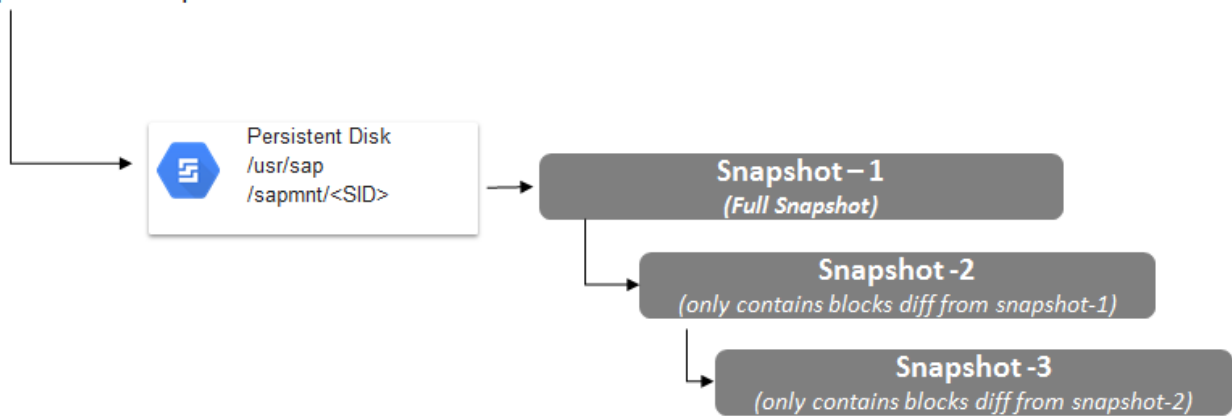 Persistent Disk
/usr/sap
/sapmnt/<SID>
Snapshot – 1
(Full Snapshot)
Snapshot -2
(only contains blocks diff from snapshot-1)
Snapshot -3
(only contains blocks diff from snapshot-2)